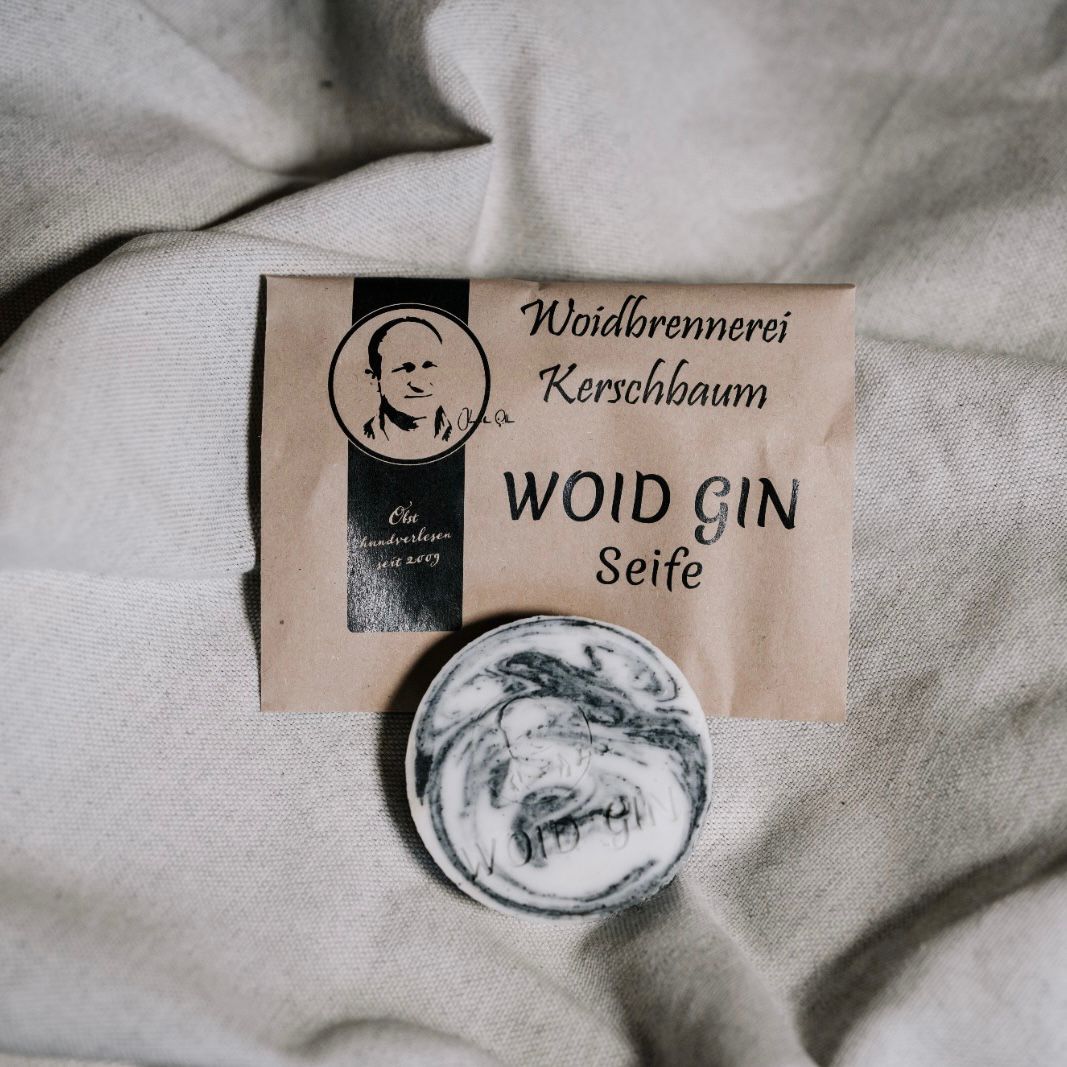 Woidbrennerei
Kerschbaum
WOID GIN
Seife
Obst
handverlesen
seit 2009
WOID GIN